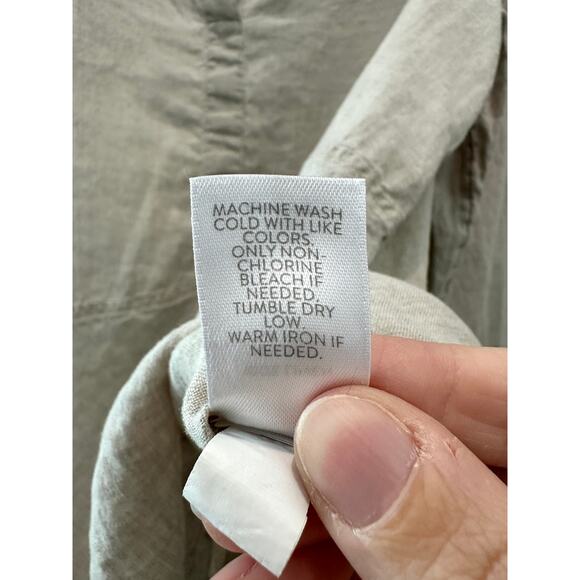 MACHINE WASH
COLD WITH LIKE
COLORS.
ONLY NON-
CHLORINE
BLEACH IF
NEEDED.
TUMBLE DRY
LOW.
WARM IRON IF
NEEDED.